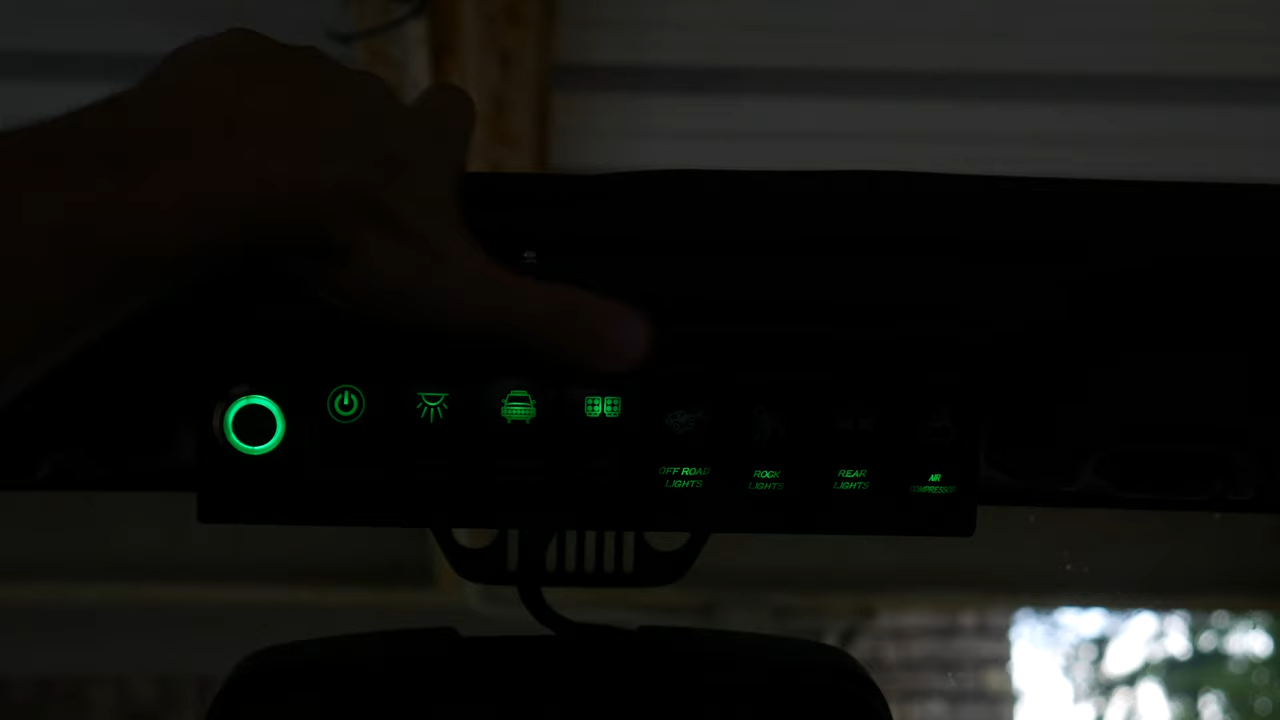 OFF ROAD
LIGHTS
ROCK
LIGHTS
REAR
LIGHTS
AIR
COMPRESSOR